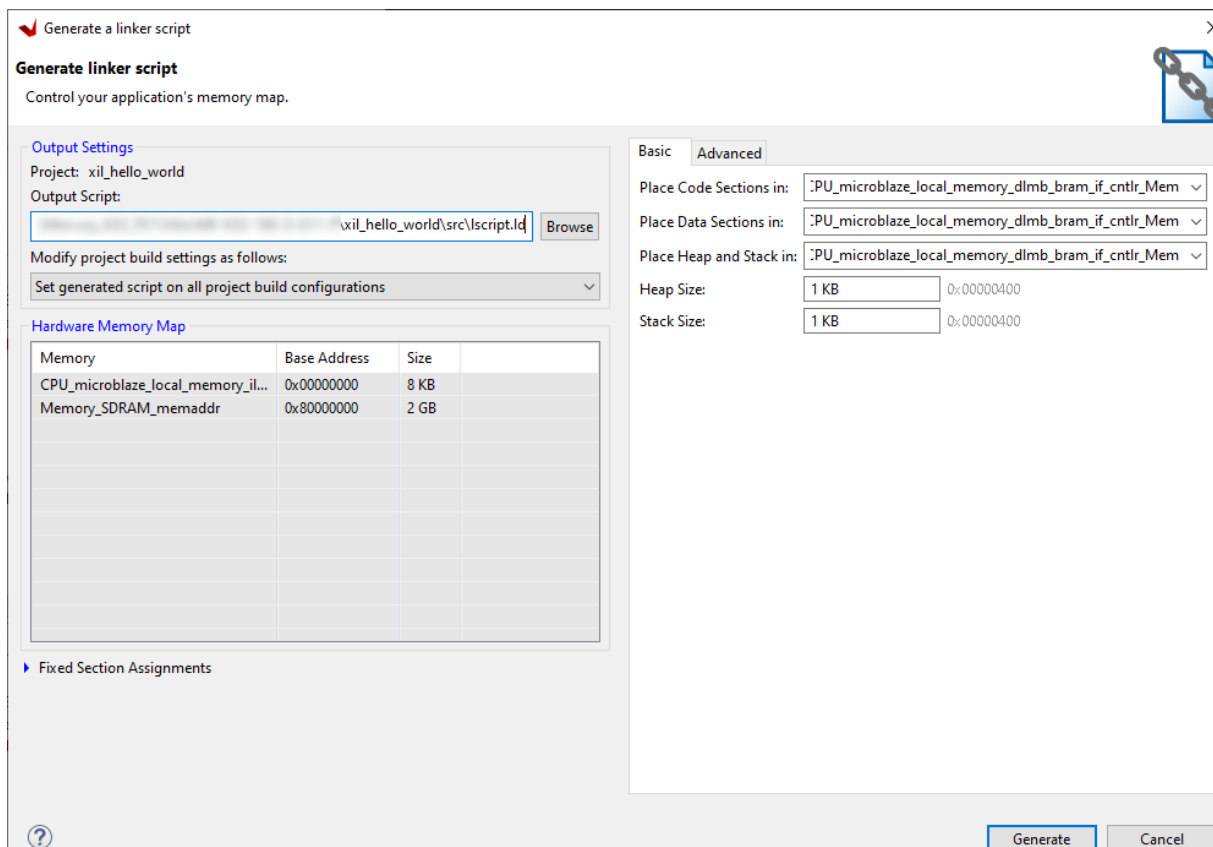 Generate a linker script
Generate linker script
Control your application's memory map.
Output Settings
Project: xil_hello_world
Output Script:
\xil_hello_world\src\lscript.ld
Browse
Modify project build settings as follows:
Set generated script on all project build configurations
Hardware Memory Map
Memory Base Address Size
CPU_microblaze_local_memory_il... 0x00000000 8 KB
Memory_SDRAM_memaddr 0x80000000 2 GB
Fixed Section Assignments
Basic Advanced
Place Code Sections in: PU_microblaze_local_memory_dlmb_bram_if_cntlr_Mem
Place Data Sections in: PU_microblaze_local_memory_dlmb_bram_if_cntlr_Mem
Place Heap and Stack in: PU_microblaze_local_memory_dlmb_bram_if_cntlr_Mem
Heap Size: 1 KB 0x00000400
Stack Size: 1 KB 0x00000400
?
Generate Cancel